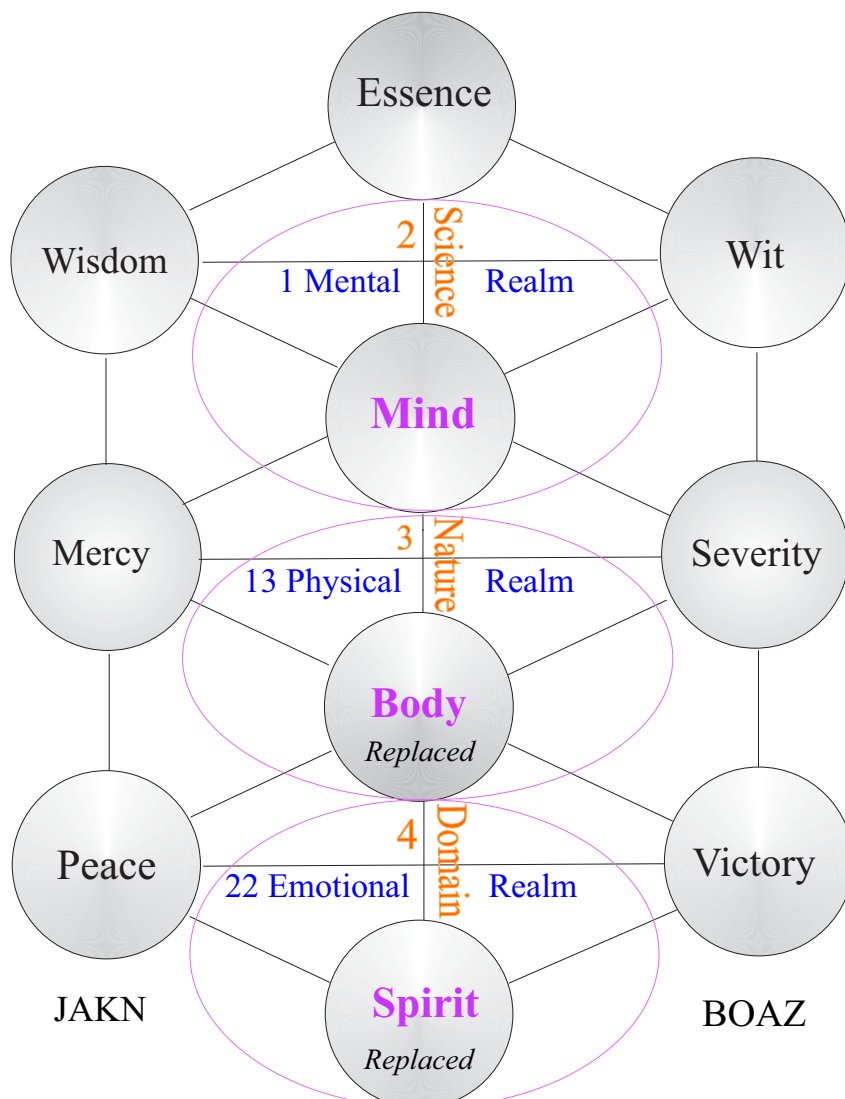 Essence
Wisdom
Wit
2 Science
1 Mental Realm
Mind
Mercy
Severity
3 Nature
13 Physical Realm
Body
Replaced
Peace
Victory
4 Domain
22 Emotional Realm
Spirit
Replaced
JAKN
BOAZ